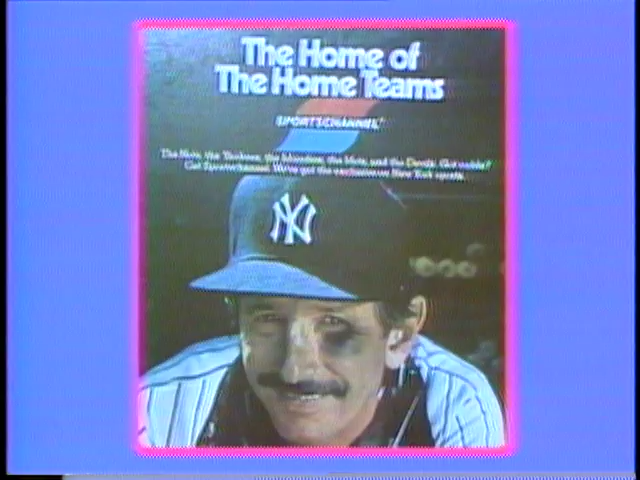 The Home of
The Home Teams
SPORTSCHANNEL
The Nets, the Yankees, the Islanders, the Mets, and the Devils. Got cable?
Get Sportschannel. We've got the exclusive on New York sports.
NY